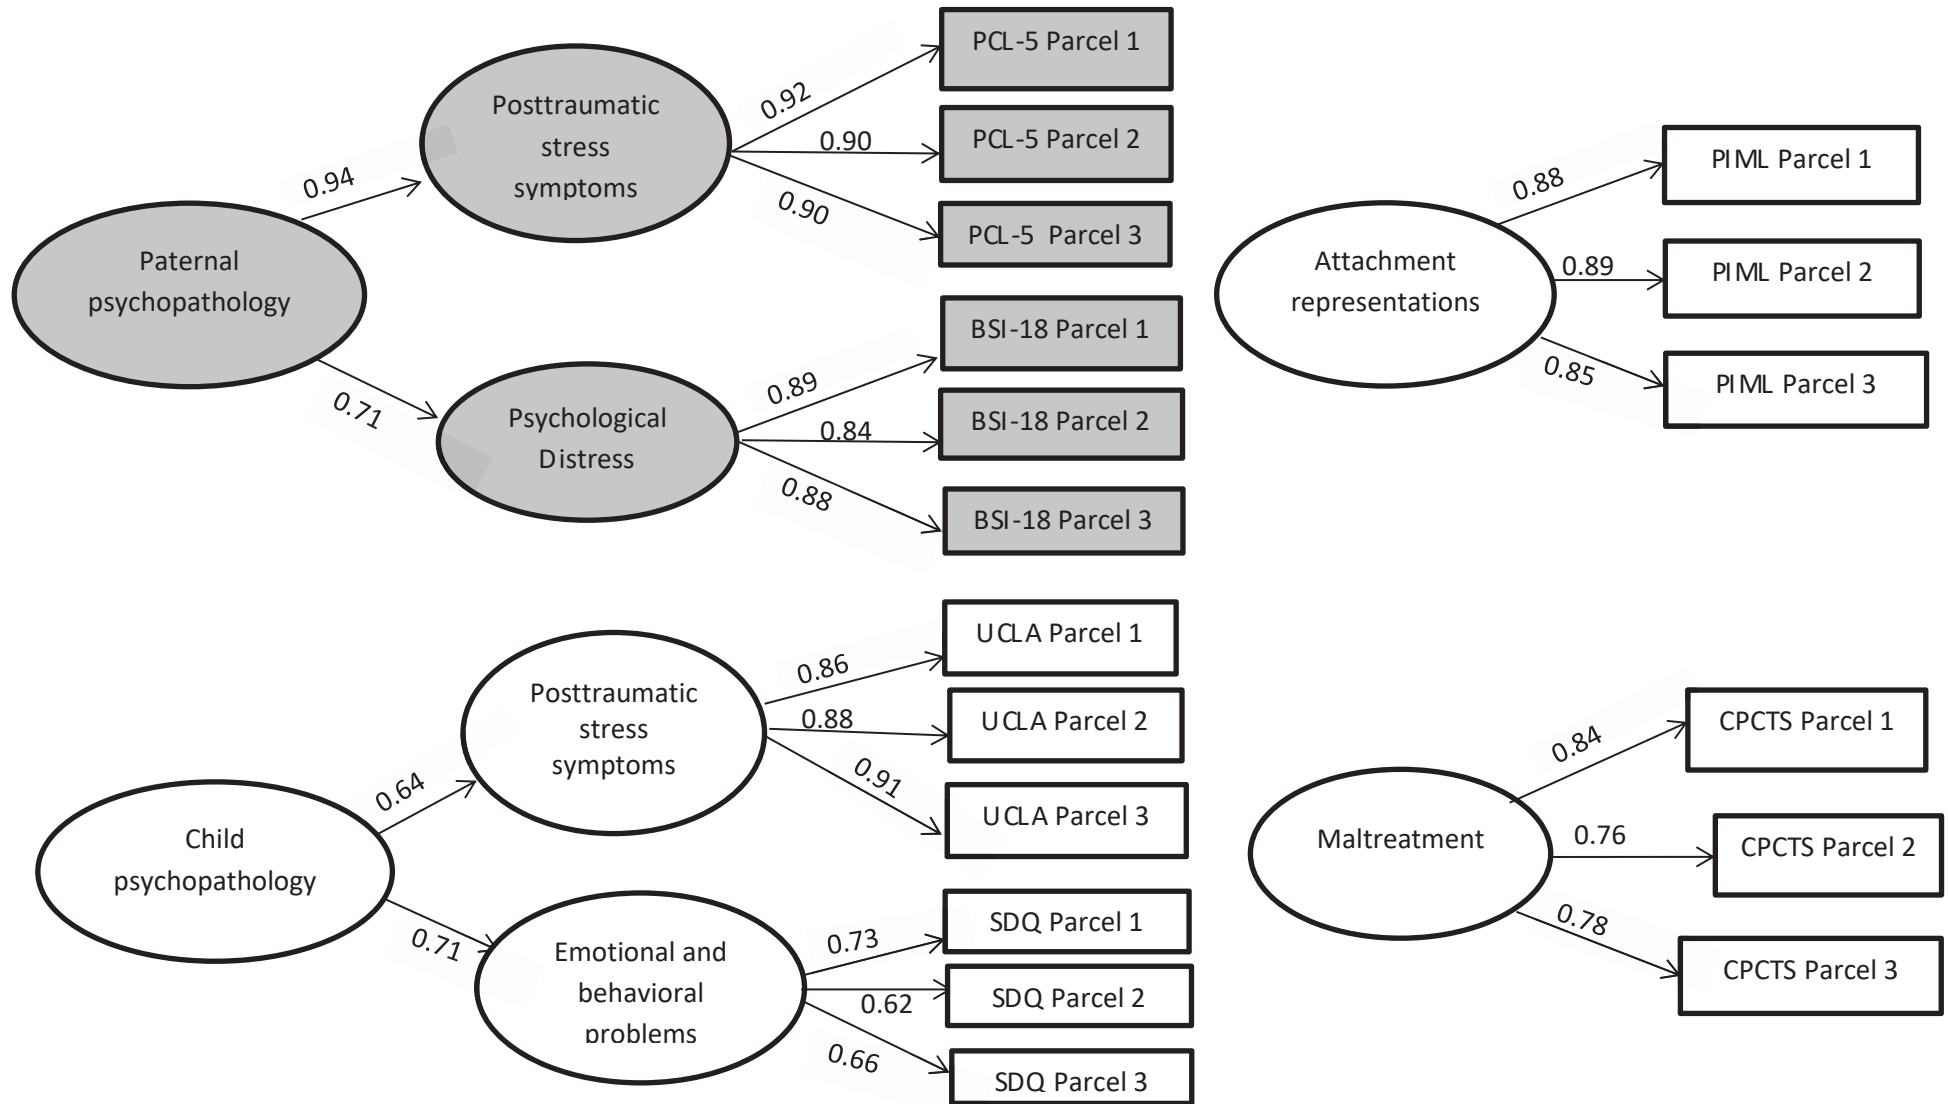 Paternal
psychopathology
0.94
0.71
Posttraumatic
stress
symptoms
0.92
0.90
0.90
PCL-5 Parcel 1
PCL-5 Parcel 2
PCL-5 Parcel 3
Psychological
Distress
0.89
0.84
0.88
BSI-18 Parcel 1
BSI-18 Parcel 2
BSI-18 Parcel 3
Attachment
representations
0.88
0.89
0.85
PIML Parcel 1
PIML Parcel 2
PIML Parcel 3
Child
psychopathology
0.64
0.71
Posttraumatic
stress
symptoms
0.86
0.88
0.91
UCLA Parcel 1
UCLA Parcel 2
UCLA Parcel 3
Emotional and
behavioral
problems
0.73
0.62
0.66
SDQ Parcel 1
SDQ Parcel 2
SDQ Parcel 3
Maltreatment
0.84
0.76
0.78
CPCTS Parcel 1
CPCTS Parcel 2
CPCTS Parcel 3